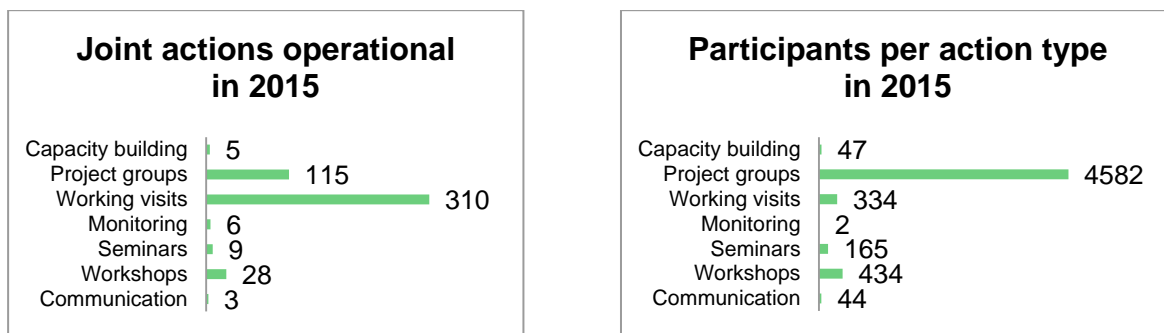 Joint actions operational
in 2015
Capacity building 5
Project groups 115
Working visits 310
Monitoring 6
Seminars 9
Workshops 28
Communication 3
Participants per action type
in 2015
Capacity building 47
Project groups 4582
Working visits 334
Monitoring 2
Seminars 165
Workshops 434
Communication 44